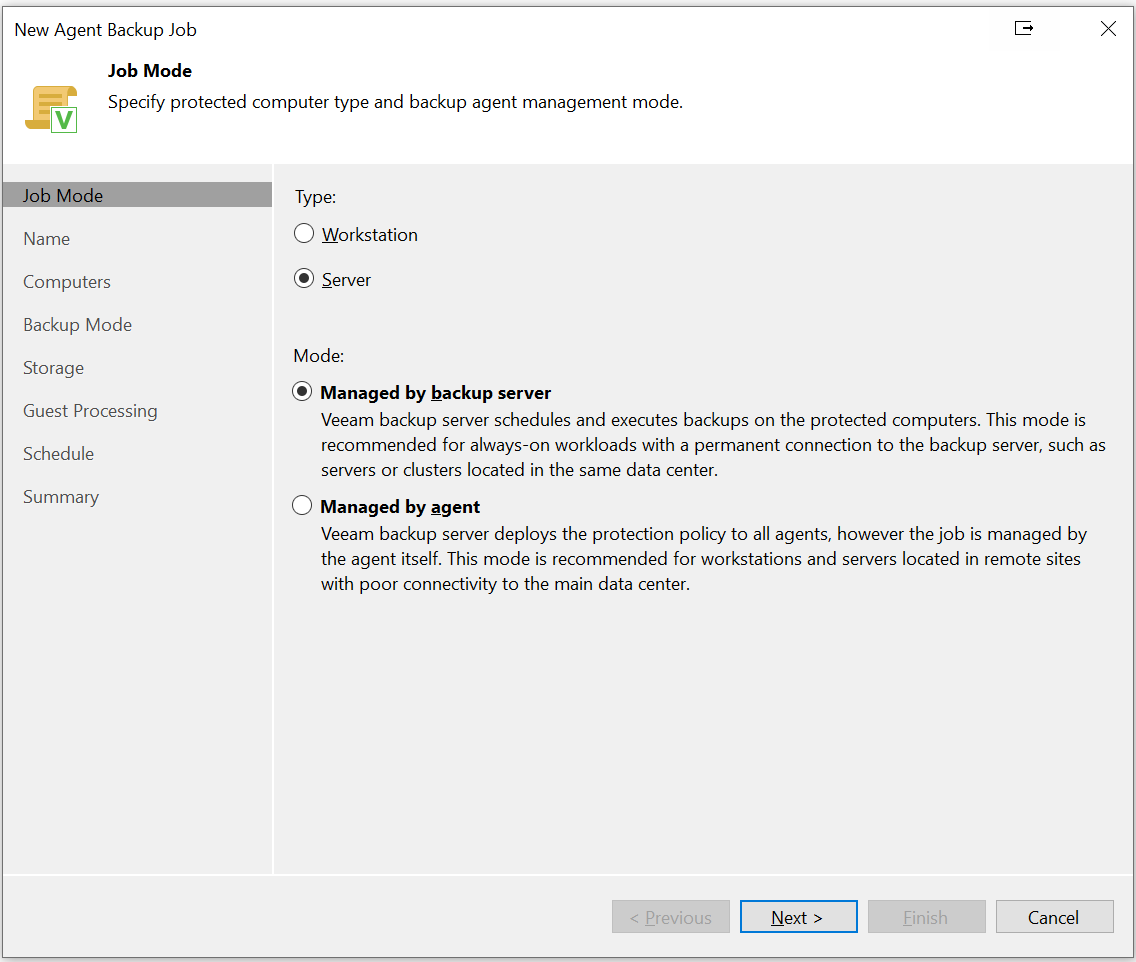 New Agent Backup Job
Job Mode
Specify protected computer type and backup agent management mode.
V
Job Mode
Name
Computers
Backup Mode
Storage
Guest Processing
Schedule
Summary
Type:
Workstation
Server
Mode:
Managed by backup server
Veeam backup server schedules and executes backups on the protected computers. This mode is
recommended for always-on workloads with a permanent connection to the backup server, such as
servers or clusters located in the same data center.
Managed by agent
Veeam backup server deploys the protection policy to all agents, however the job is managed by
the agent itself. This mode is recommended for workstations and servers located in remote sites
with poor connectivity to the main data center.
< Previous
Next >
Finish
Cancel